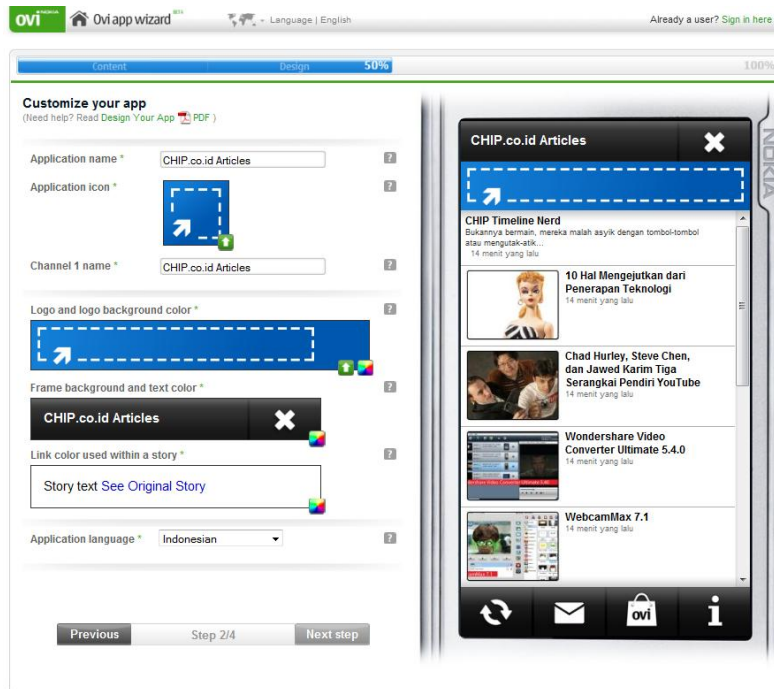 ovi NOKIA
Ovi app wizard BETA
Language | English
Already a user? Sign in here
Content
Design
50%
100%
Customize your app
(Need help? Read Design Your App PDF )
Application name *
CHIP.co.id Articles
?
Application icon *
?
Channel 1 name *
CHIP.co.id Articles
?
Logo and logo background color *
?
Frame background and text color *
?
CHIP.co.id Articles
Link color used within a story *
?
Story text See Original Story
Application language *
Indonesian
?
Previous
Step 2/4
Next step
NOKIA
CHIP.co.id Articles
CHIP Timeline Nerd
Bukannya bermain, mereka malah asyik dengan tombol-tombol
atau mengutak-atik...
14 menit yang lalu
10 Hal Mengejutkan dari
Penerapan Teknologi
14 menit yang lalu
Chad Hurley, Steve Chen,
dan Jawed Karim Tiga
Serangkai Pendiri YouTube
14 menit yang lalu
Wondershare Video
Converter Ultimate 5.4.0
14 menit yang lalu
WebcamMax 7.1
14 menit yang lalu
ovi
i